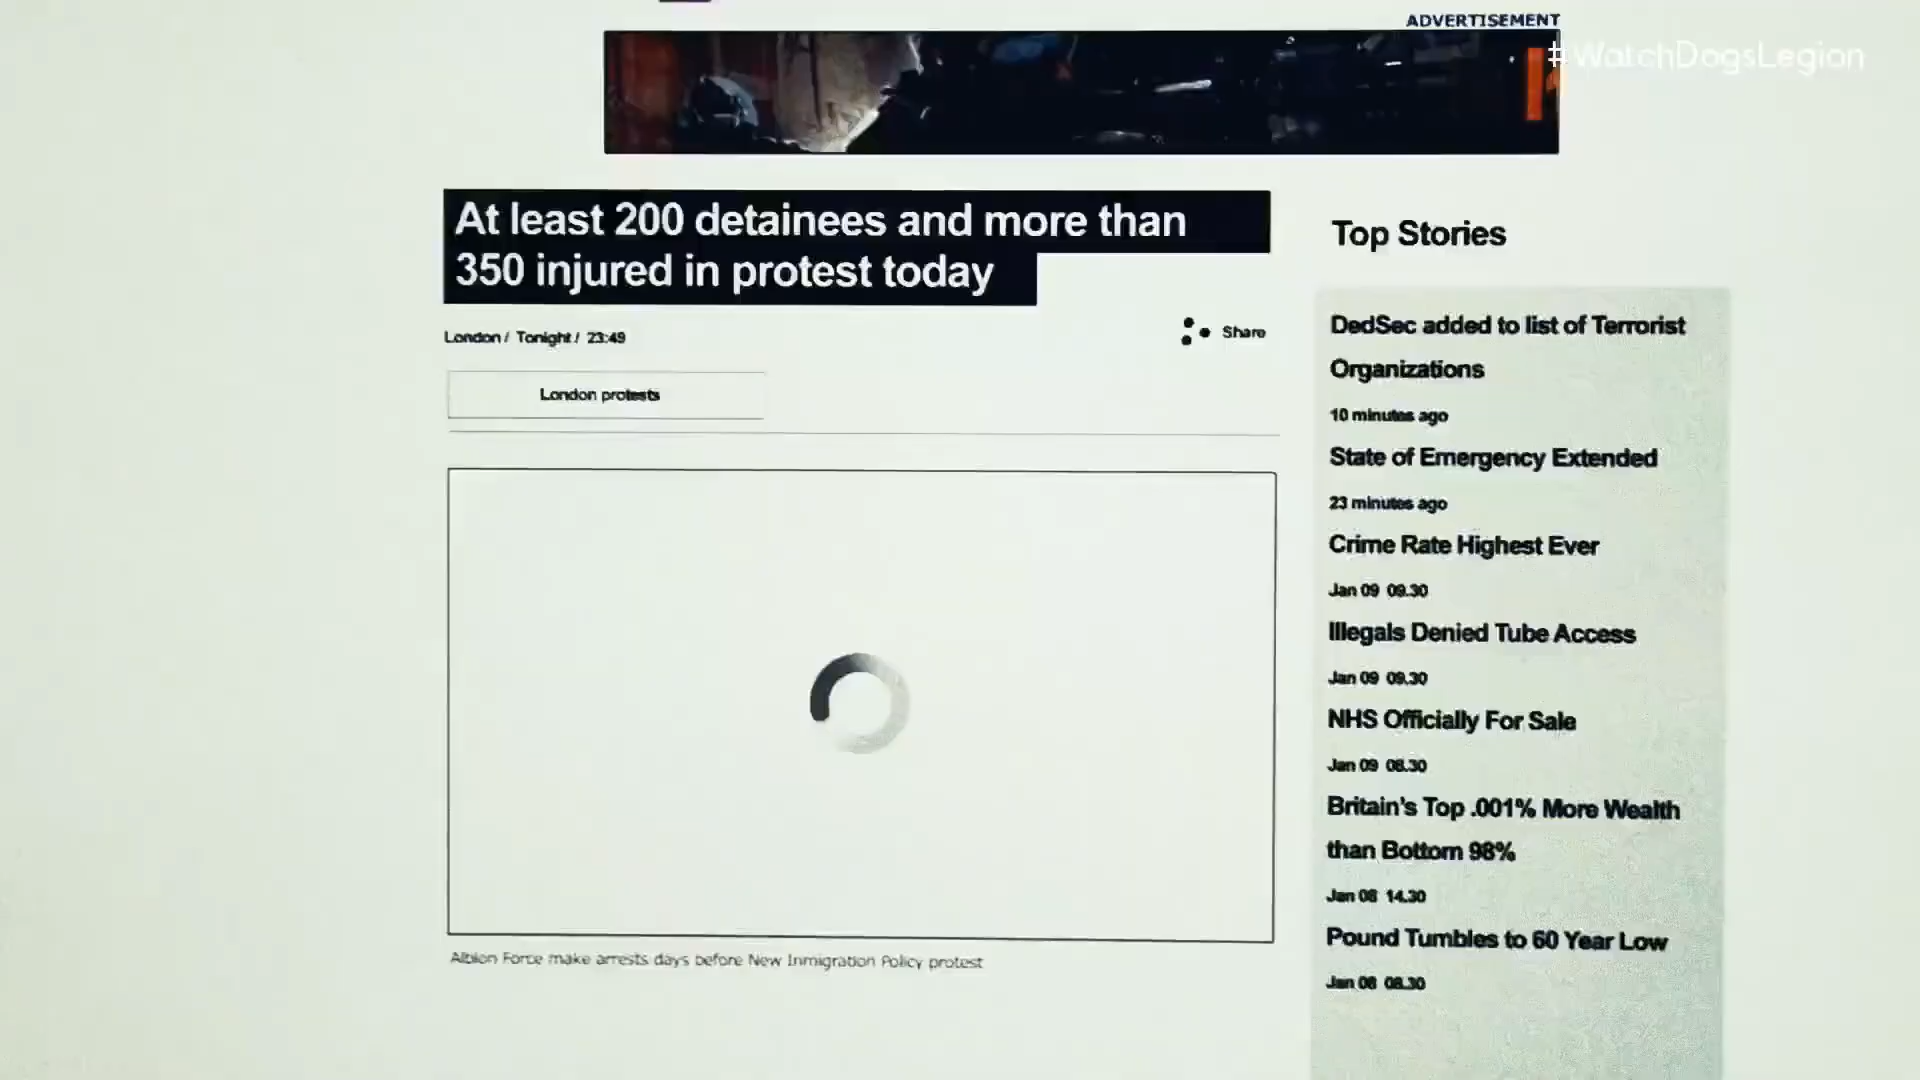 ADVERTISEMENT
#WatchDogsLegion
At least 200 detainees and more than
350 injured in protest today
London / Tonight / 23:49
Share
London protests
Albion Force make arrests days before New Inmigration Policy protest
Top Stories
DedSec added to list of Terrorist
Organizations
10 minutes ago
State of Emergency Extended
23 minutes ago
Crime Rate Highest Ever
Jan 09 09.30
Illegals Denied Tube Access
Jan 09 09.30
NHS Officially For Sale
Jan 09 08.30
Britain's Top .001% More Wealth
than Bottom 98%
Jan 08 14.30
Pound Tumbles to 60 Year Low
Jan 08 08.30